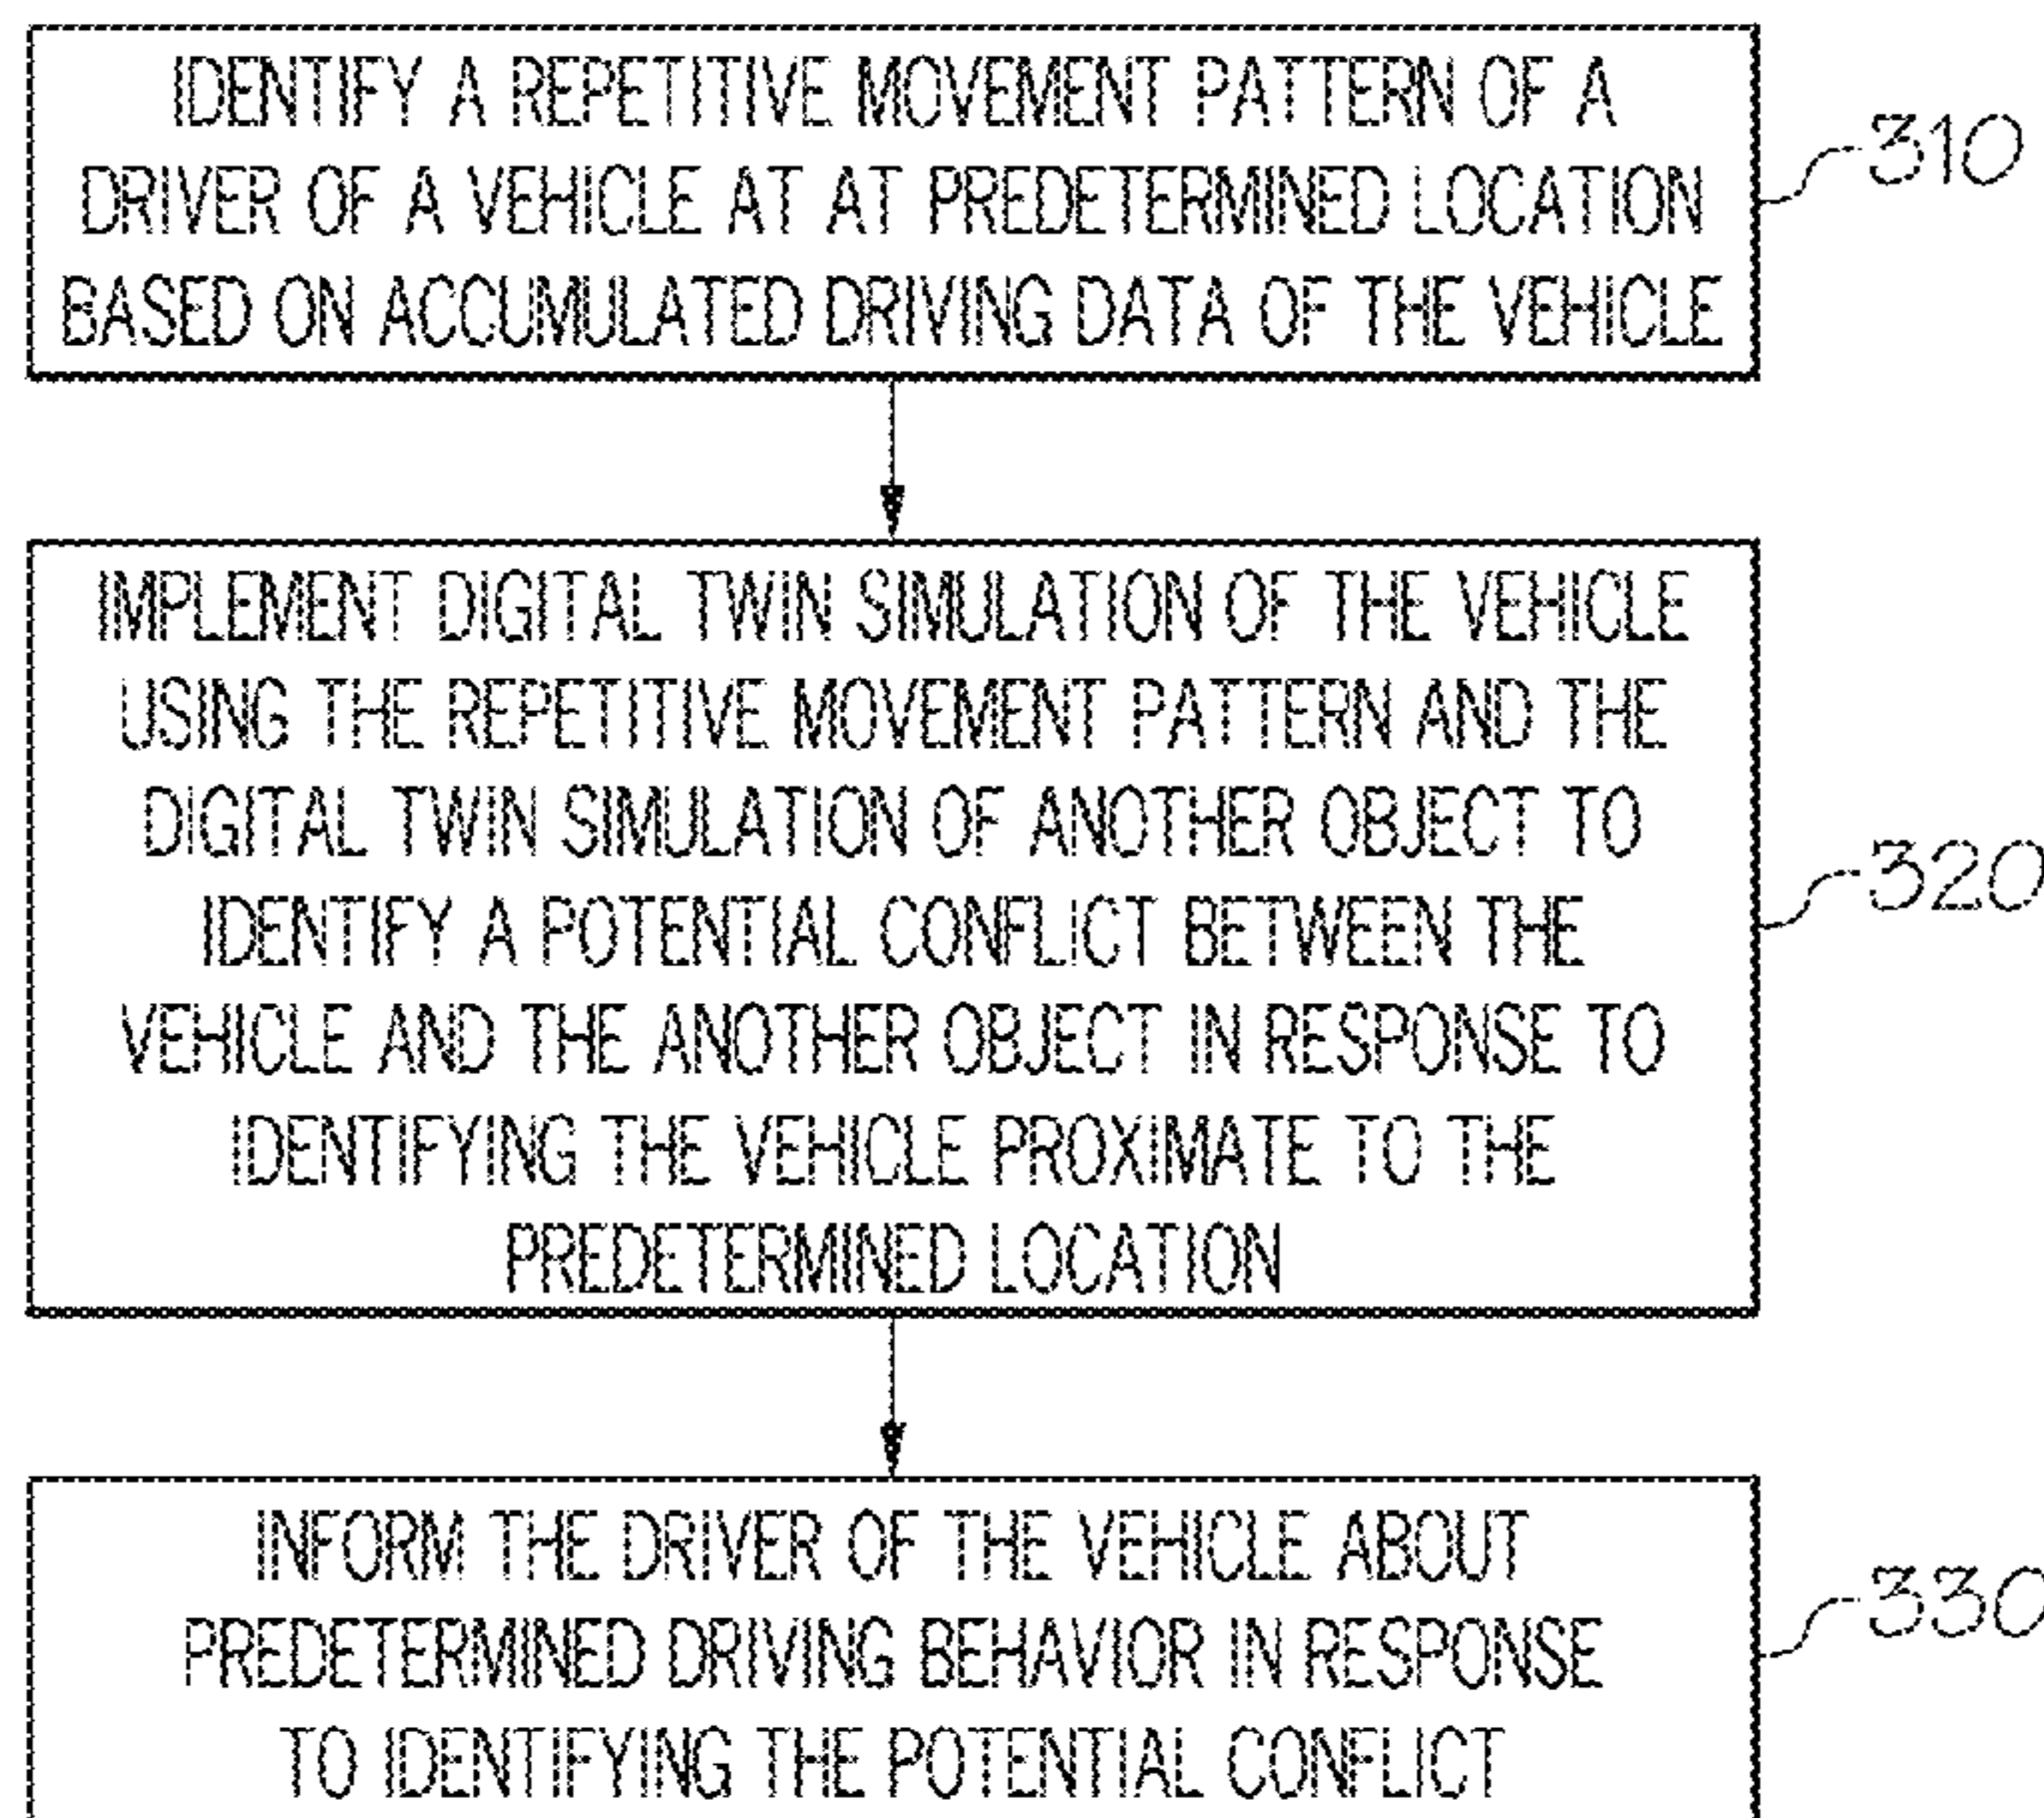 IDENTIFY A REPETITIVE MOVEMENT PATTERN OF A
DRIVER OF A VEHICLE AT AT PREDETERMINED LOCATION
BASED ON ACCUMULATED DRIVING DATA OF THE VEHICLE
310
IMPLEMENT DIGITAL TWIN SIMULATION OF THE VEHICLE
USING THE REPETITIVE MOVEMENT PATTERN AND THE
DIGITAL TWIN SIMULATION OF ANOTHER OBJECT TO
IDENTIFY A POTENTIAL CONFLICT BETWEEN THE
VEHICLE AND THE ANOTHER OBJECT IN RESPONSE TO
IDENTIFYING THE VEHICLE PROXIMATE TO THE
PREDETERMINED LOCATION
320
INFORM THE DRIVER OF THE VEHICLE ABOUT
PREDETERMINED DRIVING BEHAVIOR IN RESPONSE
TO IDENTIFYING THE POTENTIAL CONFLICT
330